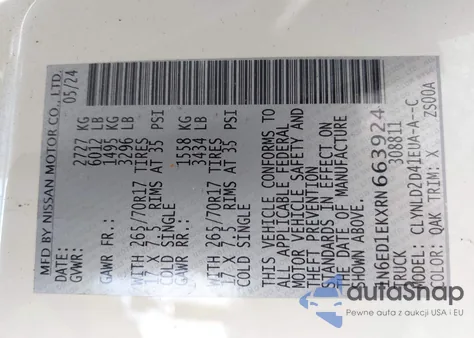 MFD BY NISSAN MOTOR CO., LTD.
DATE: 05/24
GVWR: 2727 KG
6012 LB
GAWR FR.: 1495 KG
3296 LB
WITH 265/70R17 TIRES
17 X 7.5 RIMS AT 35 PSI
COLD SINGLE
GAWR RR.: 1558 KG
3434 LB
WITH 265/70R17 TIRES
17 X 7.5 RIMS AT 35 PSI
COLD SINGLE
THIS VEHICLE CONFORMS TO
ALL APPLICABLE FEDERAL
MOTOR VEHICLE SAFETY AND
THEFT PREVENTION
STANDARDS IN EFFECT ON
THE DATE OF MANUFACTURE
SHOWN ABOVE.
1N6ED1EKXRN663924
TRUCK 308811
MODEL: CLYNLD2D41EUA-A--C
COLOR: QAK TRIM: X ZS00A
autoSnap
Pewne auta z aukcji USA i EU